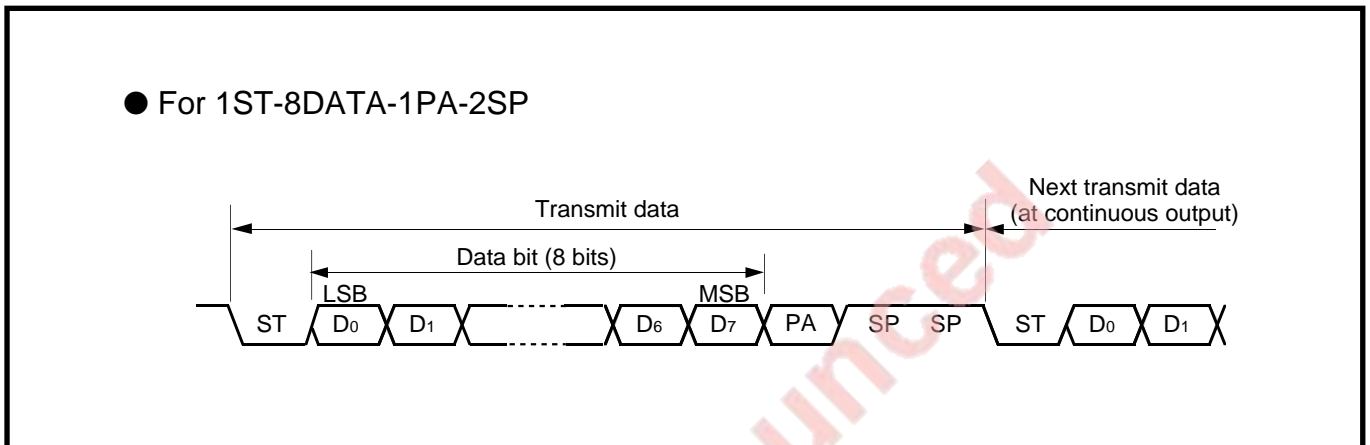 ● For 1ST-8DATA-1PA-2SP
Next transmit data
(at continuous output)
Transmit data
Data bit (8 bits)
LSB MSB
ST D0 D1 D6 D7 PA SP SP ST D0 D1
unced